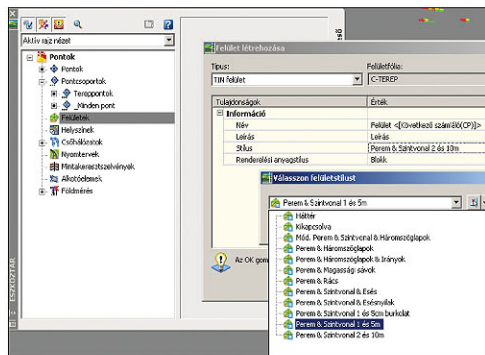 Aktív rajz nézet
Pontok
Pontok
Pontcsoportok
Tereppontok
_Minden pont
Felületek
Helyszínek
Csőhálózatok
Nyomtervek
Mintakeresztszelvények
Alkotóelemek
Földmérés
ESZKÖZTÁR
Felület létrehozása
Típus:
Felületfólia:
TIN felület
C-TEREP
Tulajdonságok
Érték
Információ
Név
Felület <[Következő számláló(CP)]>
Leírás
Leírás
Stílus
Perem & Szintvonal 2 és 10m
Renderelési anyagstílus
Blokk
Válasszon felületstílust
Perem & Szintvonal 1 és 5m
Háttér
Kikapcsolva
Mód. Perem & Szintvonal & Háromszöglapok
Perem & Háromszöglapok
Perem & Háromszöglapok & Irányok
Perem & Magassági sávok
Perem & Rács
Perem & Szintvonal & Esés
Perem & Szintvonal & Esésnyilak
Perem & Szintvonal 1 és 5cm burkolat
Perem & Szintvonal 1 és 5m
Perem & Szintvonal 2 és 10m
Az OK gom